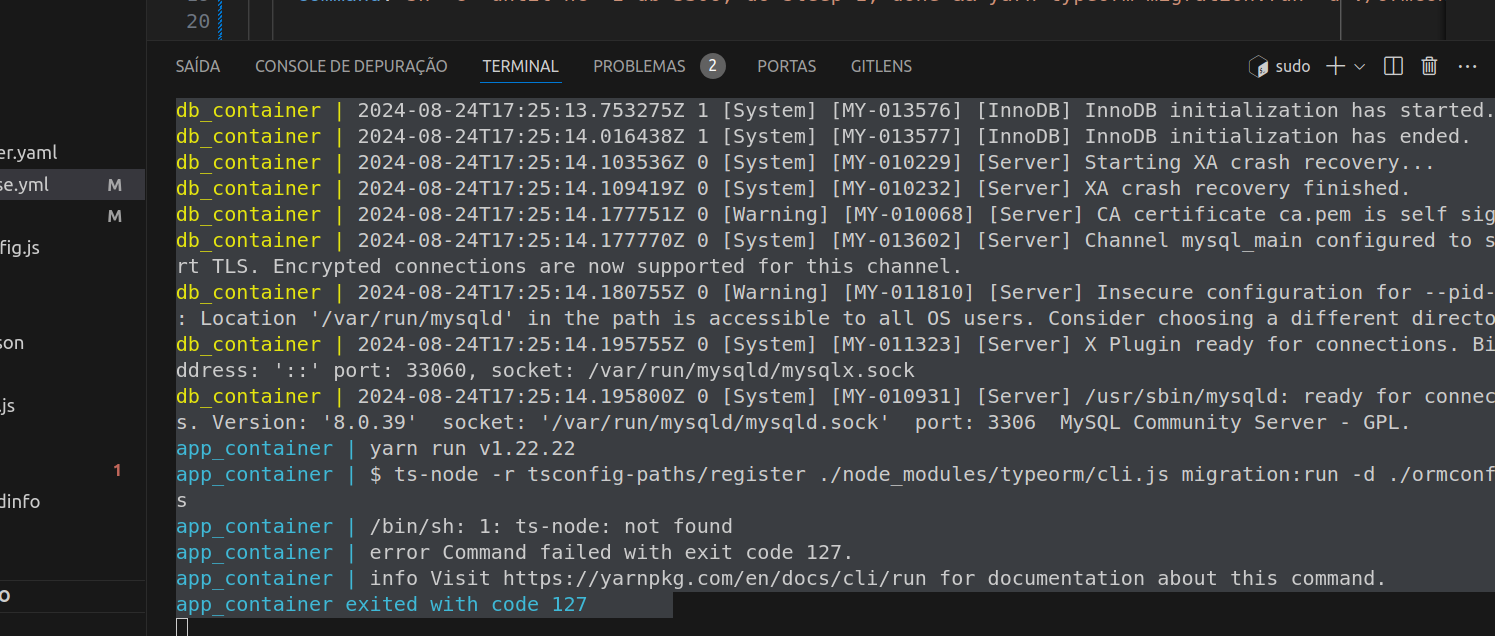 20
SAÍDA CONSOLE DE DEPURAÇÃO TERMINAL PROBLEMAS 2 PORTAS GITLENS sudo
er.yaml
se.yml M
M
fig.js
son
.js
1
dinfo
O
db_container | 2024-08-24T17:25:13.753275Z 1 [System] [MY-013576] [InnoDB] InnoDB initialization has started.
db_container | 2024-08-24T17:25:14.016438Z 1 [System] [MY-013577] [InnoDB] InnoDB initialization has ended.
db_container | 2024-08-24T17:25:14.103536Z 0 [System] [MY-010229] [Server] Starting XA crash recovery...
db_container | 2024-08-24T17:25:14.109419Z 0 [System] [MY-010232] [Server] XA crash recovery finished.
db_container | 2024-08-24T17:25:14.177751Z 0 [Warning] [MY-010068] [Server] CA certificate ca.pem is self sig
db_container | 2024-08-24T17:25:14.177770Z 0 [System] [MY-013602] [Server] Channel mysql_main configured to s
rt TLS. Encrypted connections are now supported for this channel.
db_container | 2024-08-24T17:25:14.180755Z 0 [Warning] [MY-011810] [Server] Insecure configuration for --pid-
: Location '/var/run/mysqld' in the path is accessible to all OS users. Consider choosing a different directo
db_container | 2024-08-24T17:25:14.195755Z 0 [System] [MY-011323] [Server] X Plugin ready for connections. Bi
ddress: '::' port: 33060, socket: /var/run/mysqld/mysqlx.sock
db_container | 2024-08-24T17:25:14.195800Z 0 [System] [MY-010931] [Server] /usr/sbin/mysqld: ready for connec
s. Version: '8.0.39'  socket: '/var/run/mysqld/mysqld.sock'  port: 3306  MySQL Community Server - GPL.
app_container | yarn run v1.22.22
app_container | $ ts-node -r tsconfig-paths/register ./node_modules/typeorm/cli.js migration:run -d ./ormconf
s
app_container | /bin/sh: 1: ts-node: not found
app_container | error Command failed with exit code 127.
app_container | info Visit https://yarnpkg.com/en/docs/cli/run for documentation about this command.
app_container exited with code 127